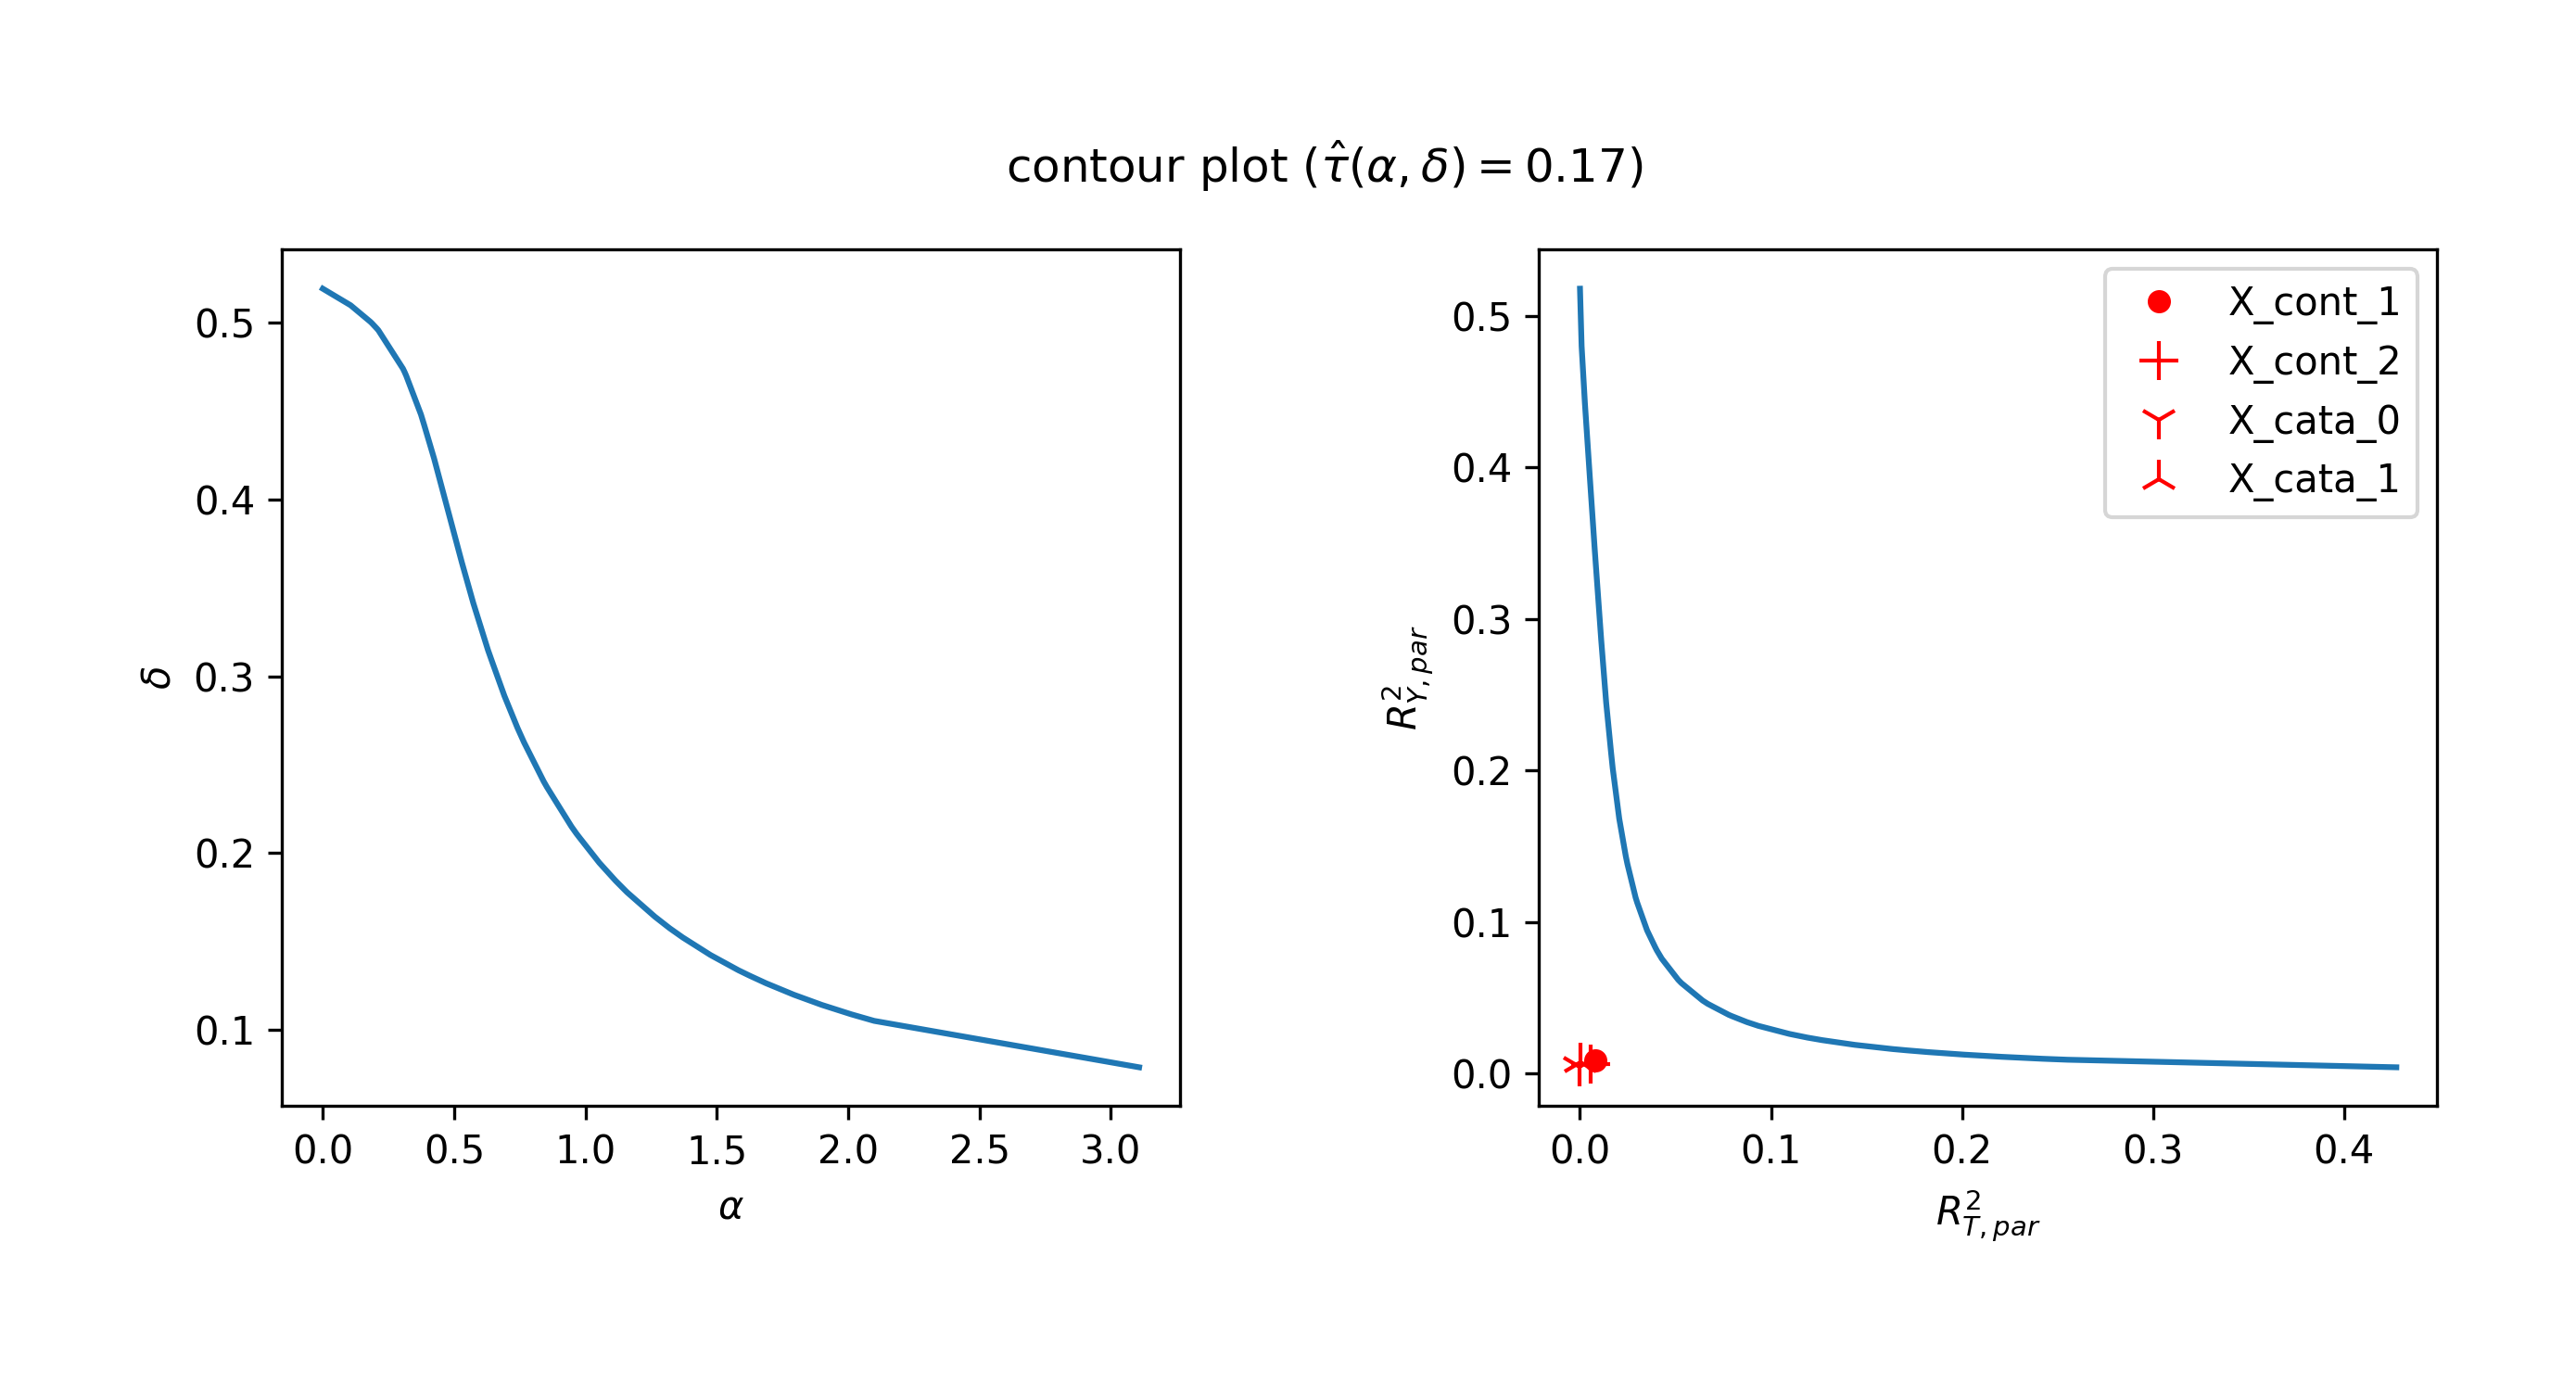 contour plot (τ̂(α, δ) = 0.17)
δ
0.5
0.4
0.3
0.2
0.1
0.0 0.5 1.0 1.5 2.0 2.5 3.0
α
R²_{Y,par}
0.5
0.4
0.3
0.2
0.1
0.0
0.0 0.1 0.2 0.3 0.4
R²_{T,par}
X_cont_1
X_cont_2
X_cata_0
X_cata_1